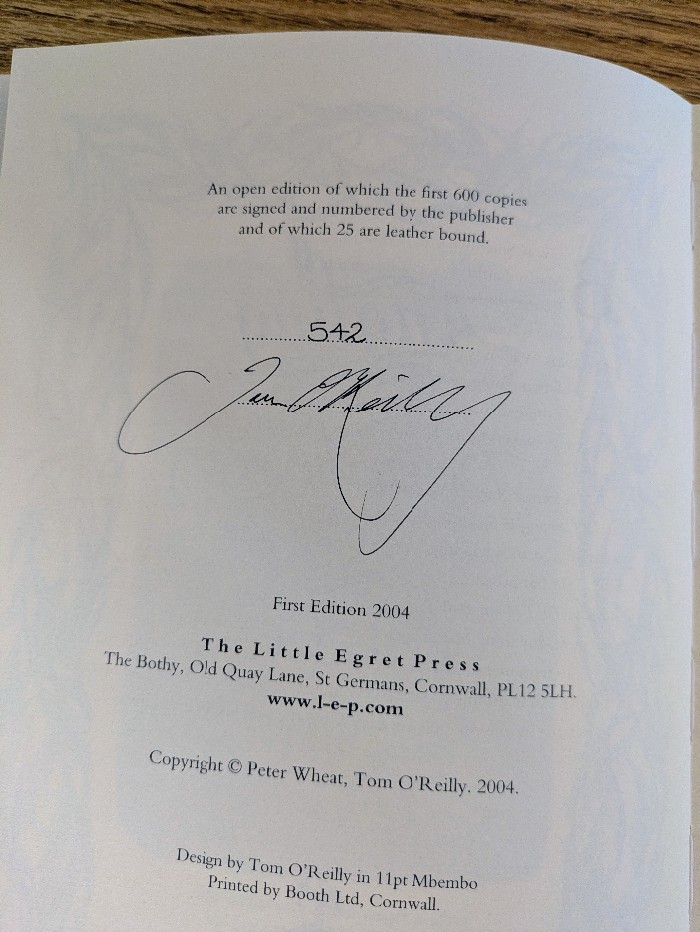 An open edition of which the first 600 copies
are signed and numbered by the publisher
and of which 25 are leather bound.
542
Tom O'Reilly
First Edition 2004
The Little Egret Press
The Bothy, Old Quay Lane, St Germans, Cornwall, PL12 5LH.
www.l-e-p.com
Copyright © Peter Wheat, Tom O'Reilly. 2004.
Design by Tom O'Reilly in 11pt Mbembo
Printed by Booth Ltd, Cornwall.